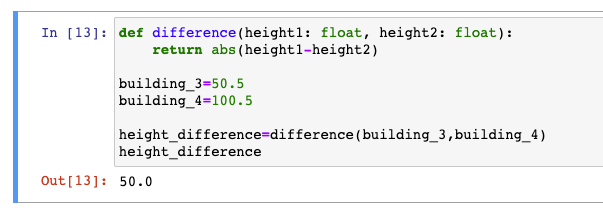 In [13]: def difference(height1: float, height2: float):
    return abs(height1-height2)
building_3=50.5
building_4=100.5
height_difference=difference(building_3,building_4)
height_difference
Out[13]: 50.0